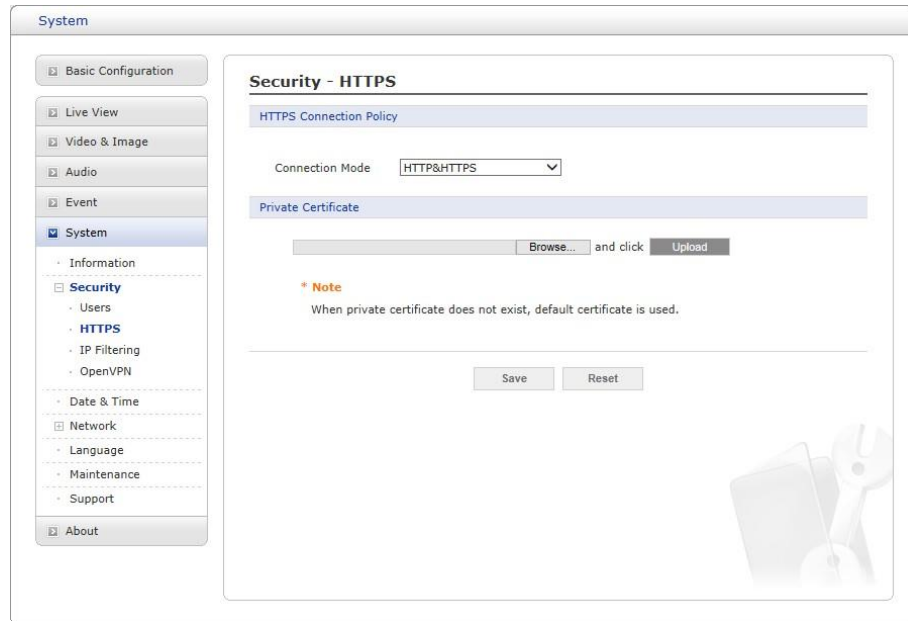 System
Basic Configuration
Live View
Video & Image
Audio
Event
System
Information
Security
Users
HTTPS
IP Filtering
OpenVPN
Date & Time
Network
Language
Maintenance
Support
About
Security - HTTPS
HTTPS Connection Policy
Connection Mode HTTP&HTTPS
Private Certificate
Browse... and click Upload
* Note
When private certificate does not exist, default certificate is used.
Save Reset